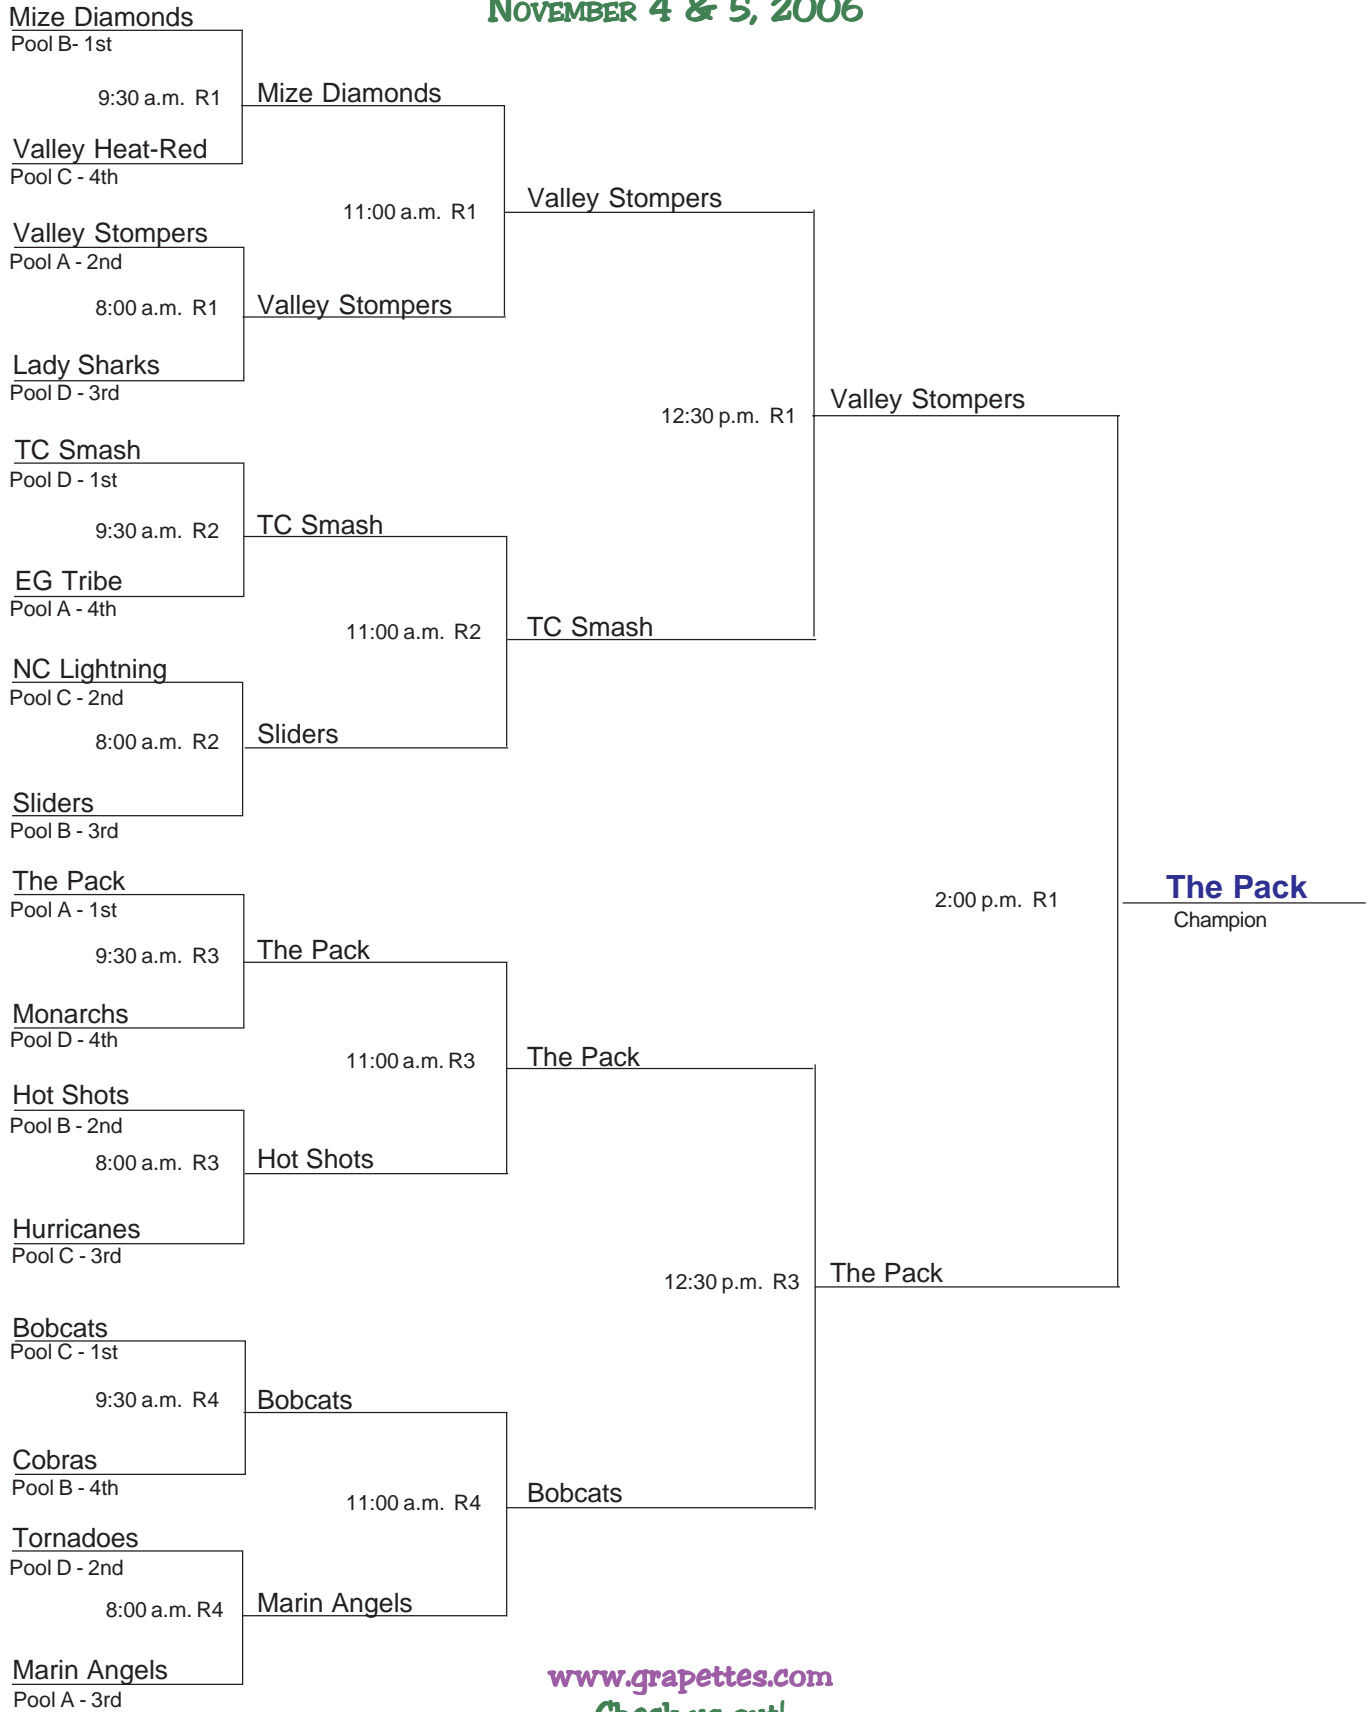 NOVEMBER 4 & 5, 2006
Mize Diamonds
Pool B- 1st
9:30 a.m. R1
Mize Diamonds
Valley Heat-Red
Pool C - 4th
11:00 a.m. R1
Valley Stompers
Valley Stompers
Pool A - 2nd
8:00 a.m. R1
Valley Stompers
Lady Sharks
Pool D - 3rd
12:30 p.m. R1
Valley Stompers
TC Smash
Pool D - 1st
9:30 a.m. R2
TC Smash
EG Tribe
Pool A - 4th
11:00 a.m. R2
TC Smash
NC Lightning
Pool C - 2nd
8:00 a.m. R2
Sliders
Sliders
Pool B - 3rd
2:00 p.m. R1
The Pack
Champion
The Pack
Pool A - 1st
9:30 a.m. R3
The Pack
Monarchs
Pool D - 4th
11:00 a.m. R3
The Pack
Hot Shots
Pool B - 2nd
8:00 a.m. R3
Hot Shots
Hurricanes
Pool C - 3rd
12:30 p.m. R3
The Pack
Bobcats
Pool C - 1st
9:30 a.m. R4
Bobcats
Cobras
Pool B - 4th
11:00 a.m. R4
Bobcats
Tornadoes
Pool D - 2nd
8:00 a.m. R4
Marin Angels
Marin Angels
Pool A - 3rd
www.grapettes.com
Check us out!